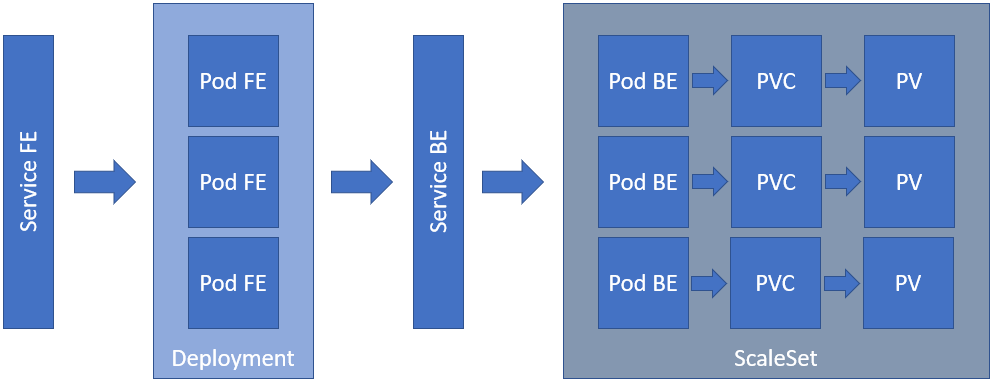 Service FE
Pod FE
Pod FE
Pod FE
Deployment
Service BE
Pod BE PVC PV
Pod BE PVC PV
Pod BE PVC PV
ScaleSet